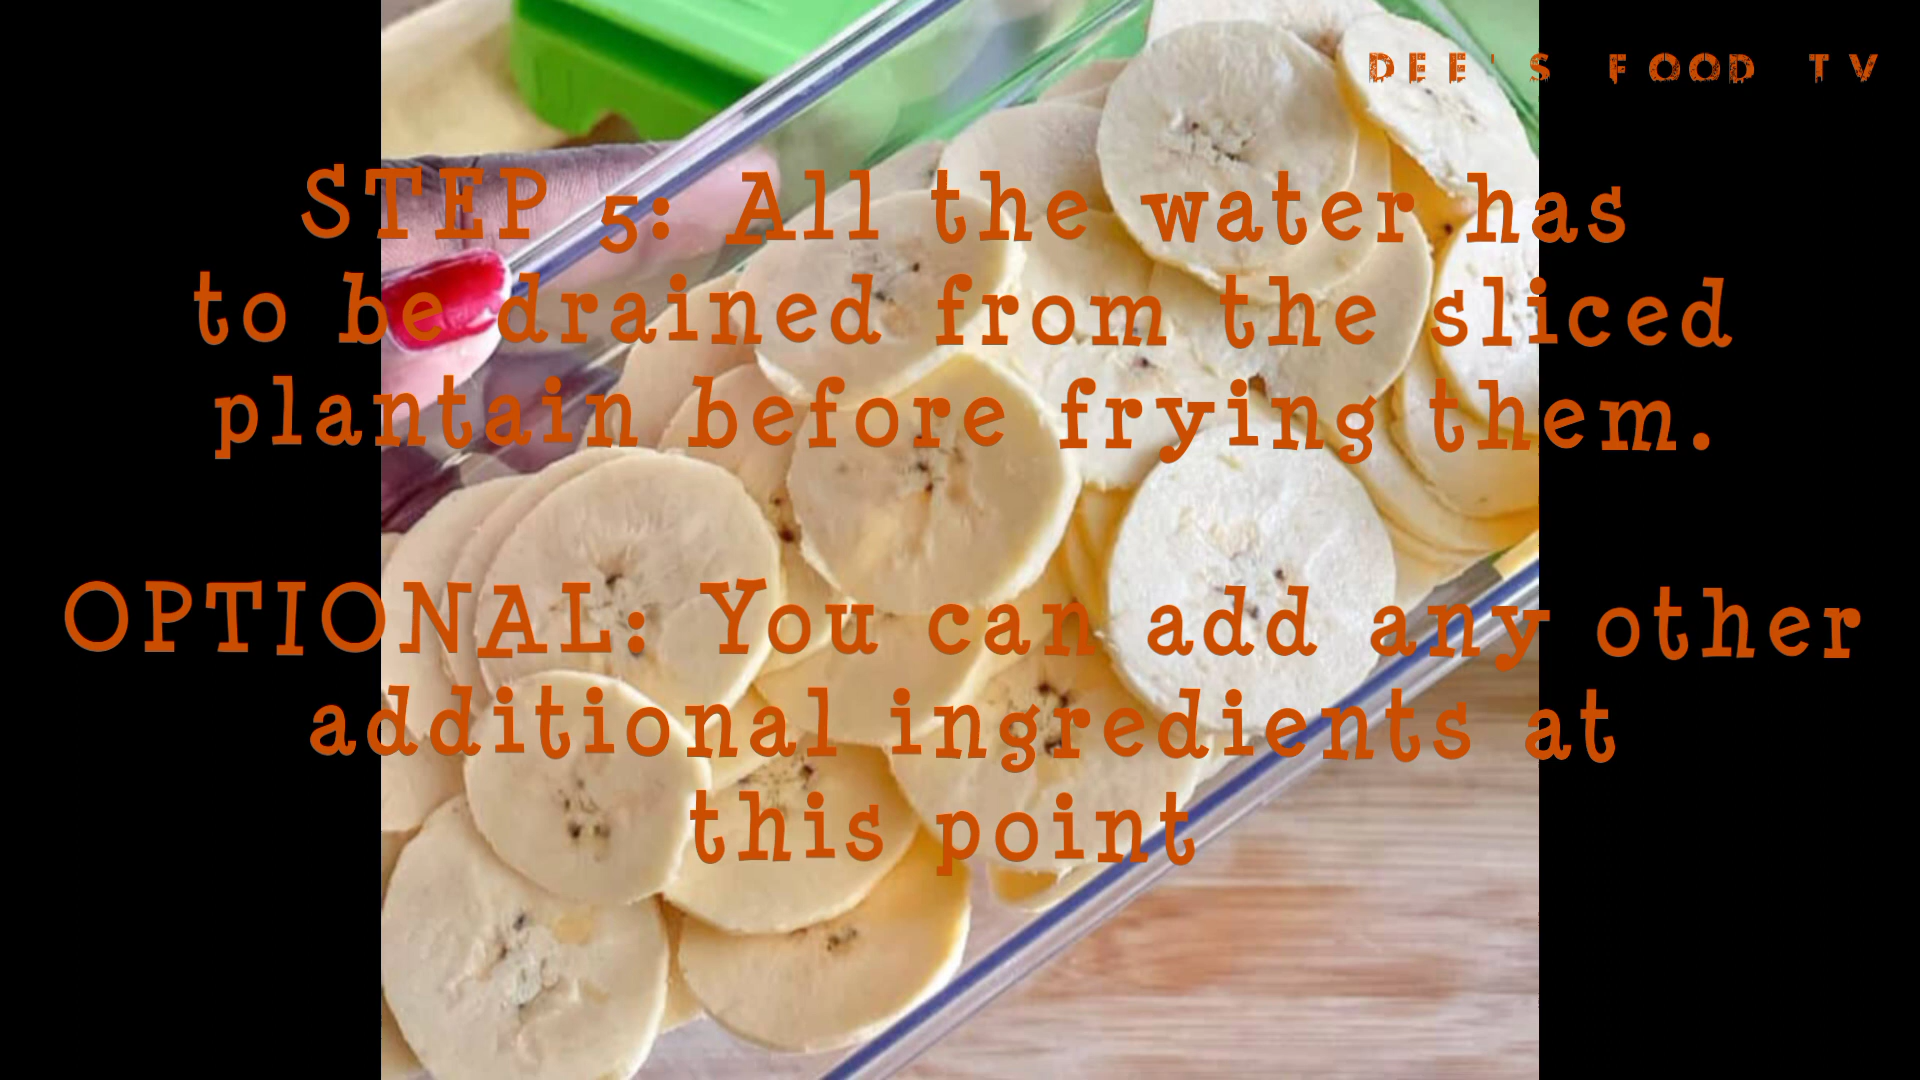 DEE'S FOOD TV
STEP 5: All the water has
to be drained from the sliced
plantain before frying them.
OPTIONAL: You can add any other
additional ingredients at
this point